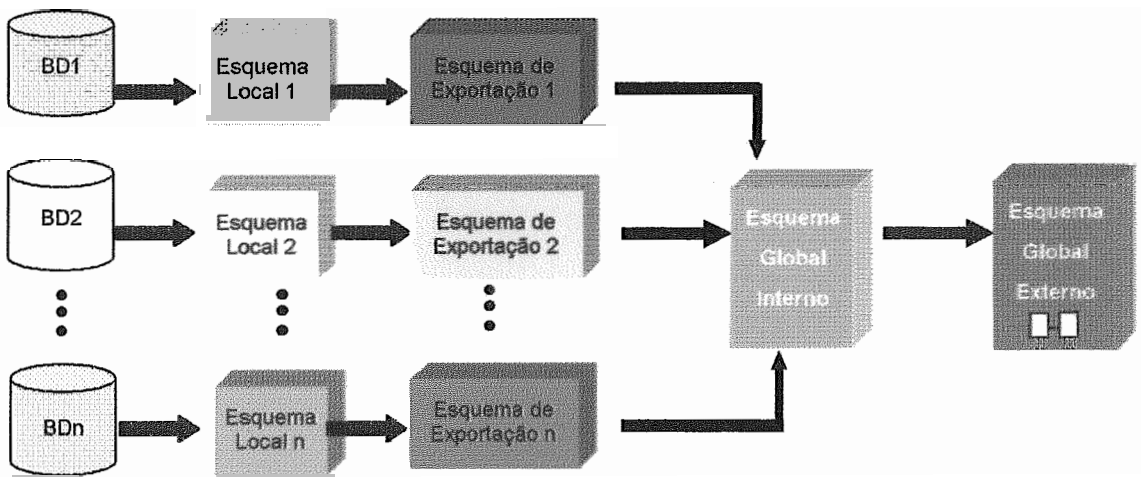 BD1
Esquema
Local 1
Esquema de
Exportação 1
BD2
Esquema
Local 2
Esquema de
Exportação 2
Esquema
Global
Interno
Esquema
Global
Externo
BDn
Esquema
Local n
Esquema de
Exportação n